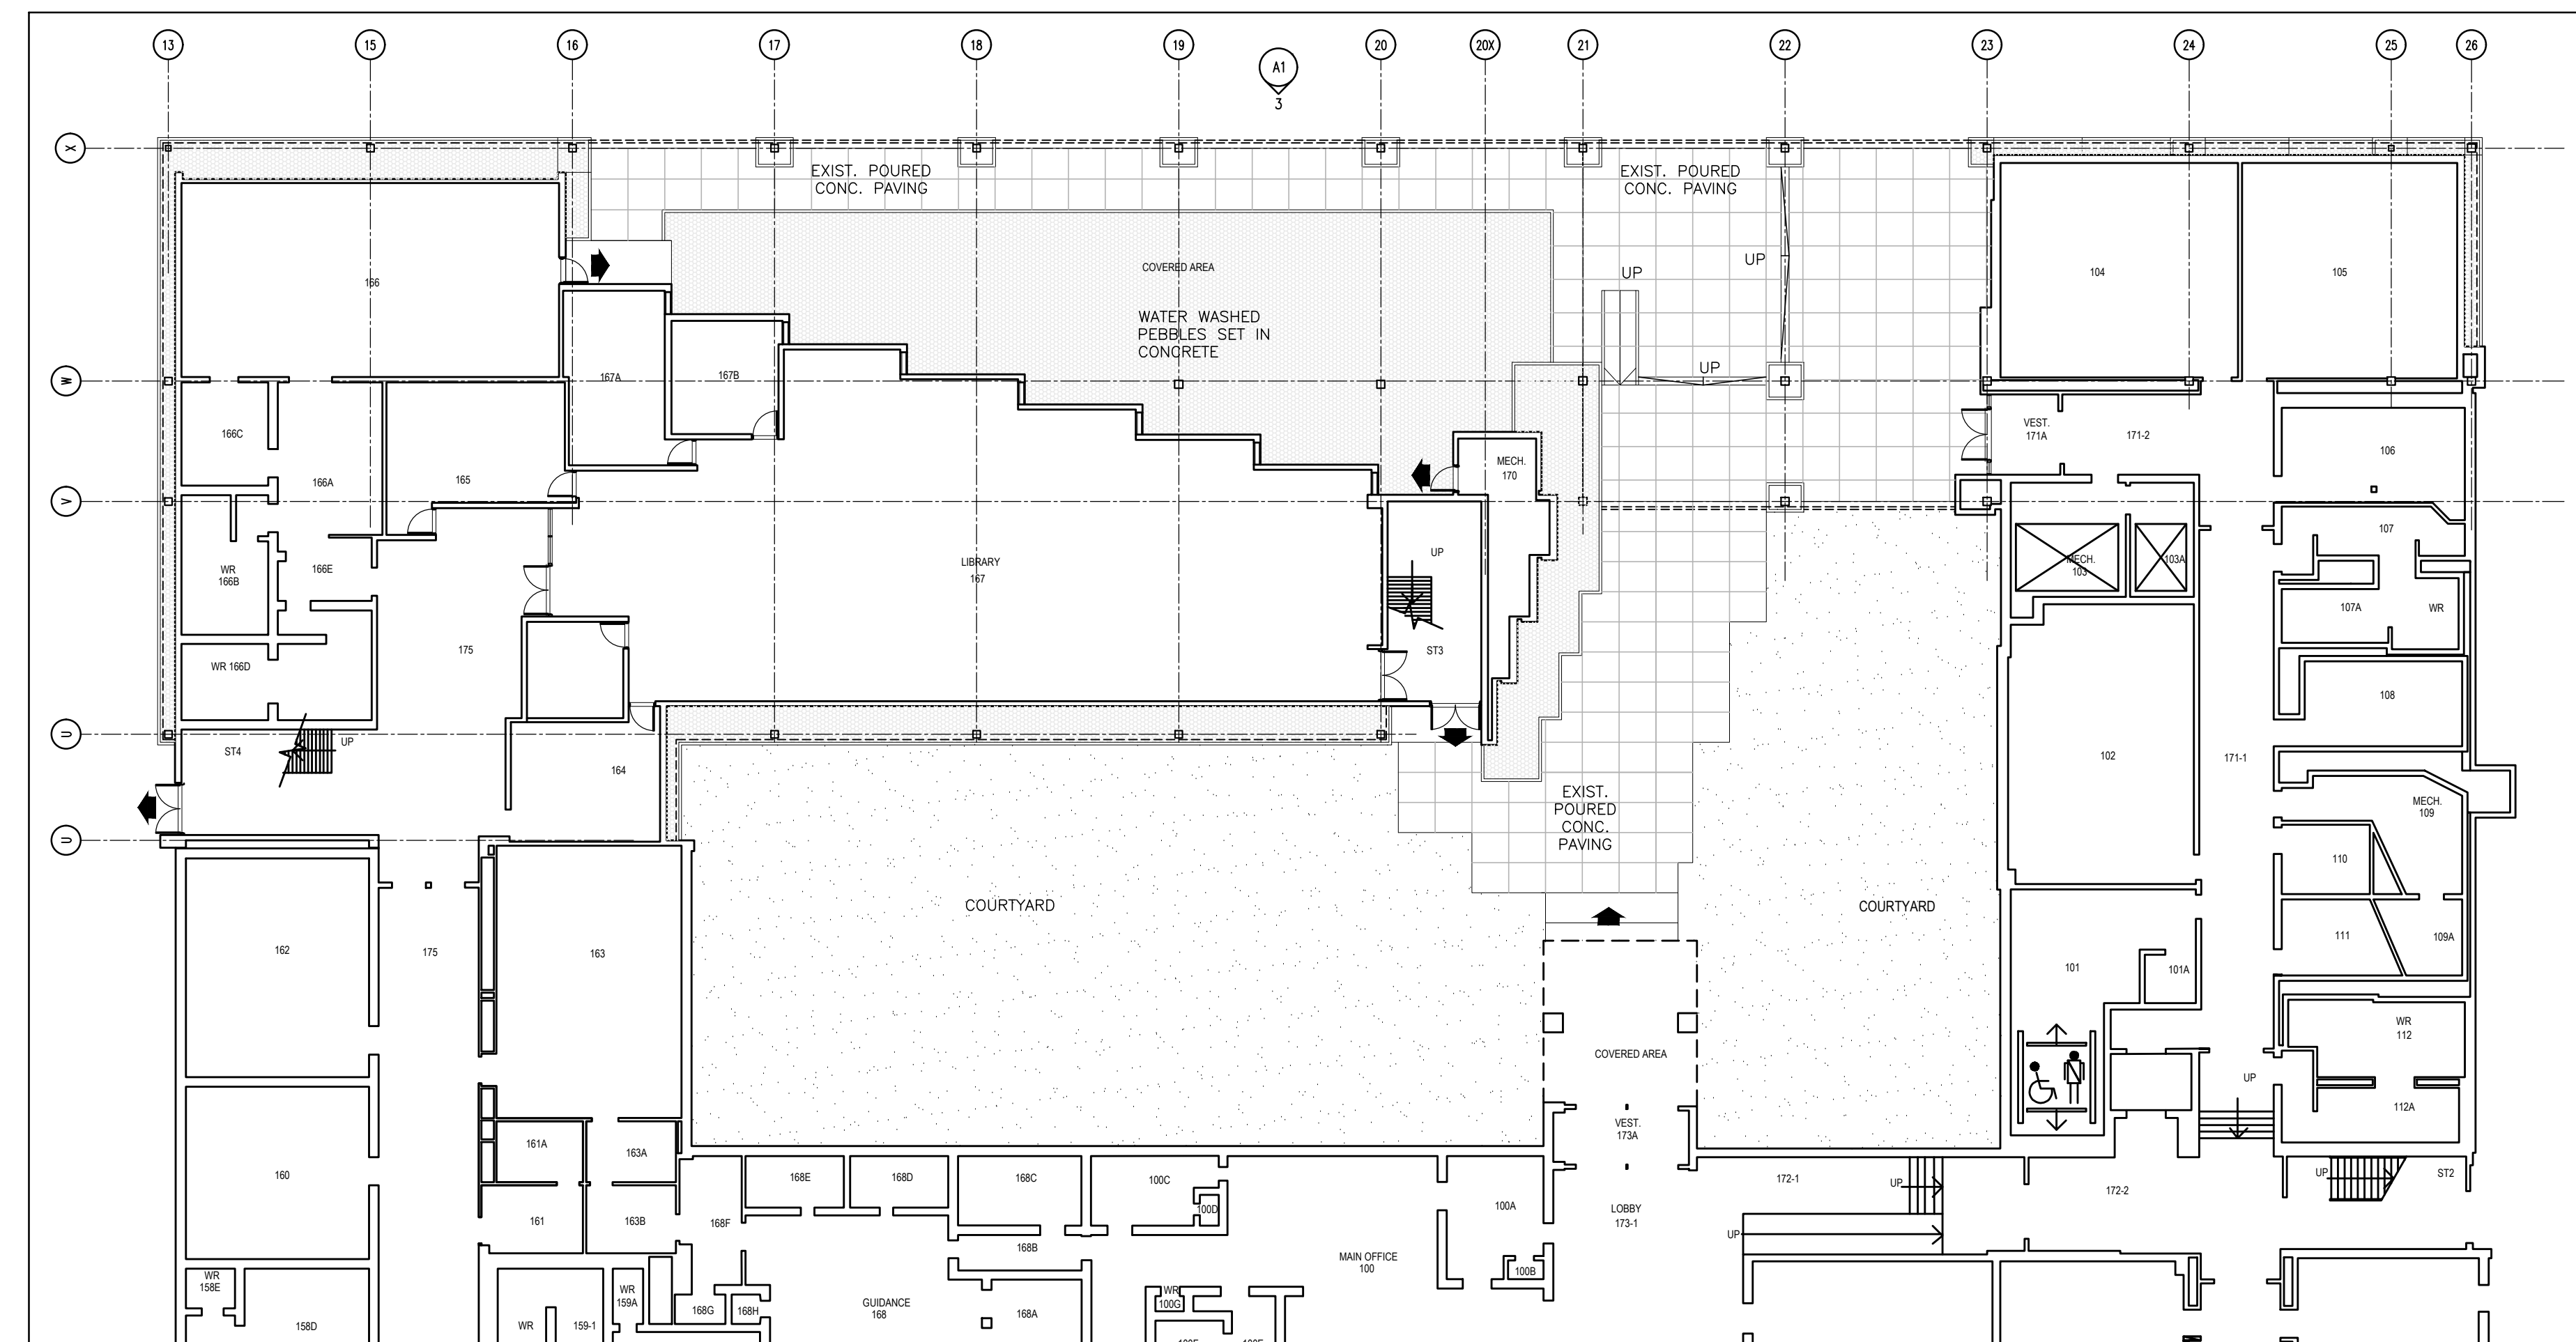 13 15 16 17 18 19 20 20X 21 22 23 24 25 26
A1
3
X
EXIST. POURED
CONC. PAVING
EXIST. POURED
CONC. PAVING
UP
UP
COVERED AREA
166
104
105
WATER WASHED
PEBBLES SET IN
CONCRETE
UP
W
167A
167B
166C
VEST.
171A
171-2
106
MECH.
170
165
166A
V
107
UP
LIBRARY
167
WR
166B
166E
MECH.
103
103A
107A
WR
175
ST3
WR 166D
108
U
ST4
UP
164
102
171-1
EXIST.
POURED
CONC.
PAVING
MECH.
109
U
110
COURTYARD
COURTYARD
162
175
163
111
109A
101
101A
WR
112
COVERED AREA
UP
112A
VEST.
173A
161A
163A
160
168E
168D
168C
100C
172-1
UP
172-2
UP
ST2
100D
100A
LOBBY
173-1
161
163B
168F
UP
168B
MAIN OFFICE
100
100B
WR
158E
WR
159A
WR
100G
GUIDANCE
168
168G
168H
168A
158D
WR
159-1